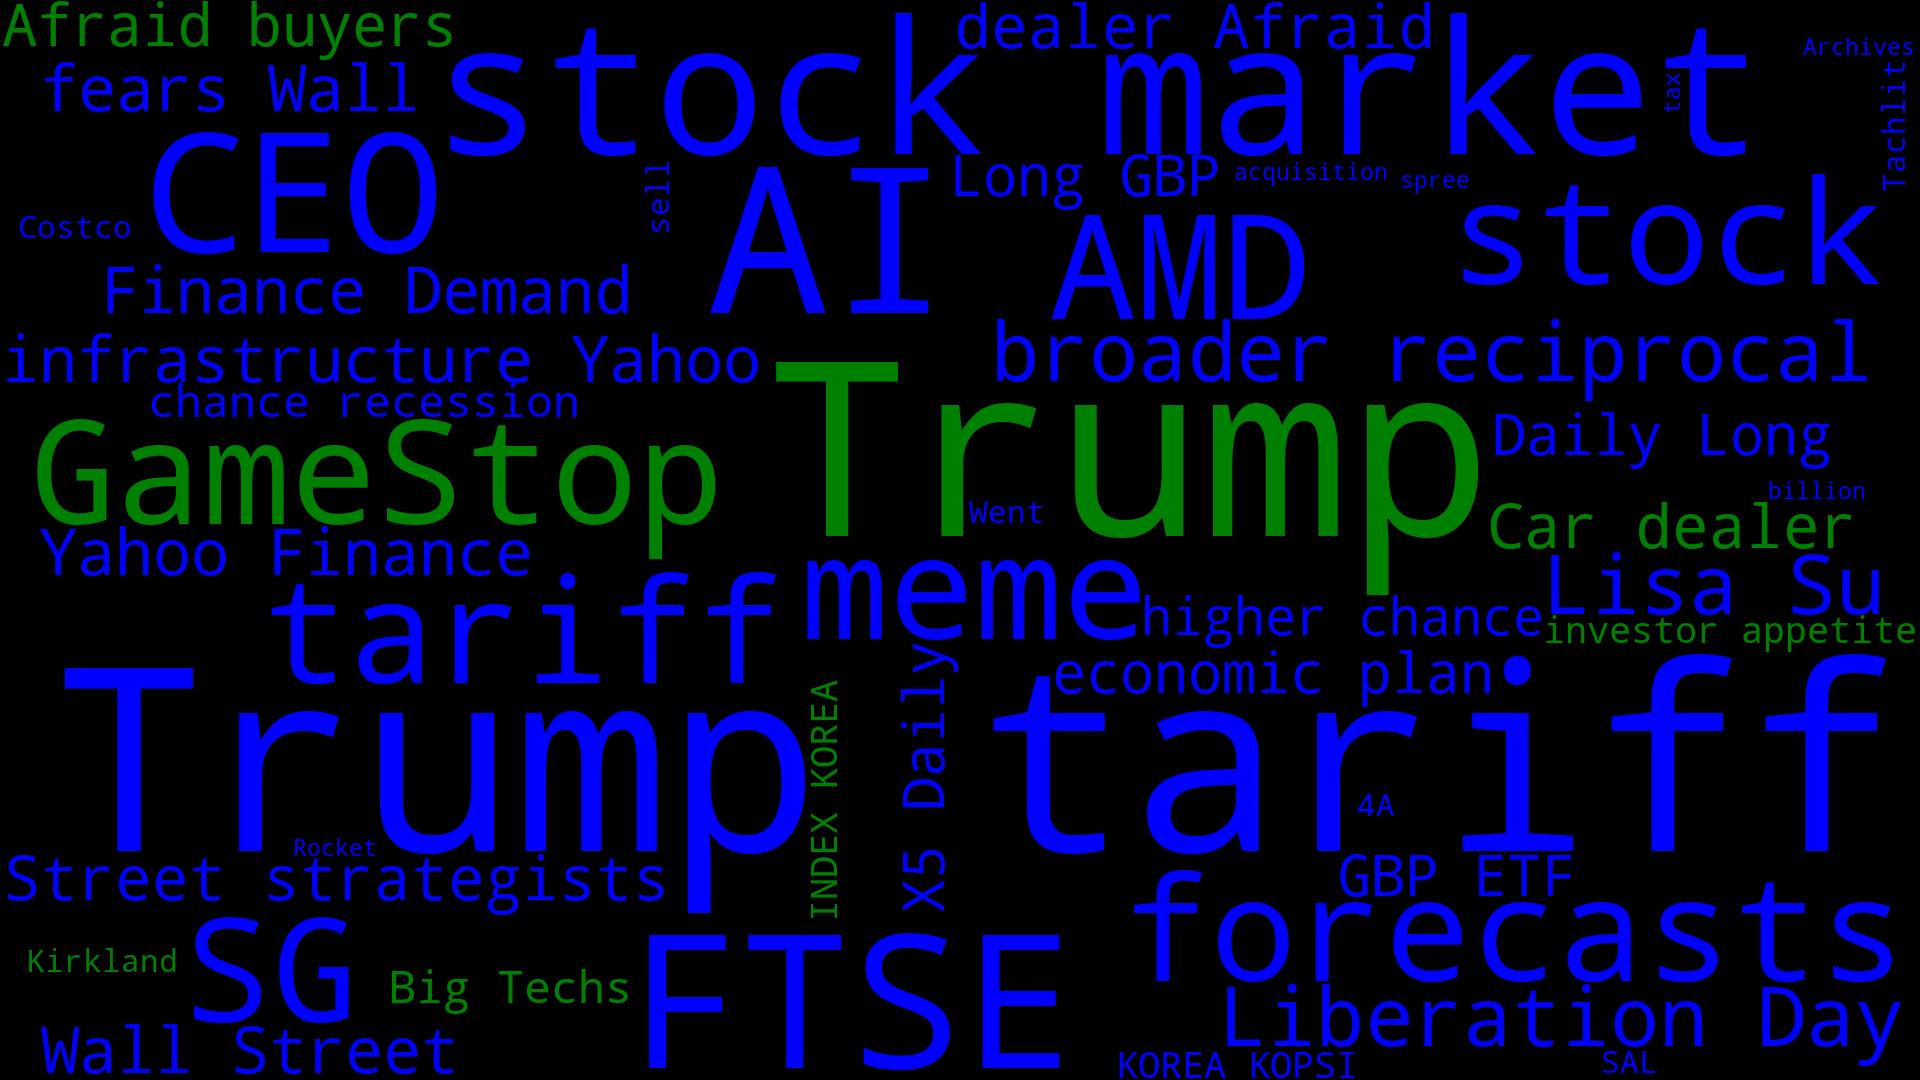 Afraid buyers
stock market
dealer Afraid
Archives
fears Wall
tax
Tachlit
CEO
sell
AI
Long GBP
acquisition
spree
stock
Costco
AMD
Finance Demand
infrastructure Yahoo
broader reciprocal
chance recession
Trump
GameStop
Daily Long
billion
Went
Car dealer
Yahoo Finance
meme
Lisa Su
tariff
higher chance
investor appetite
economic plan
Trump
INDEX KOREA
X5 Daily
tariff
4A
Rocket
Street strategists
GBP ETF
forecasts
SG
Kirkland
Big Techs
FTSE
Liberation Day
Wall Street
KOREA KOPSI
SAL